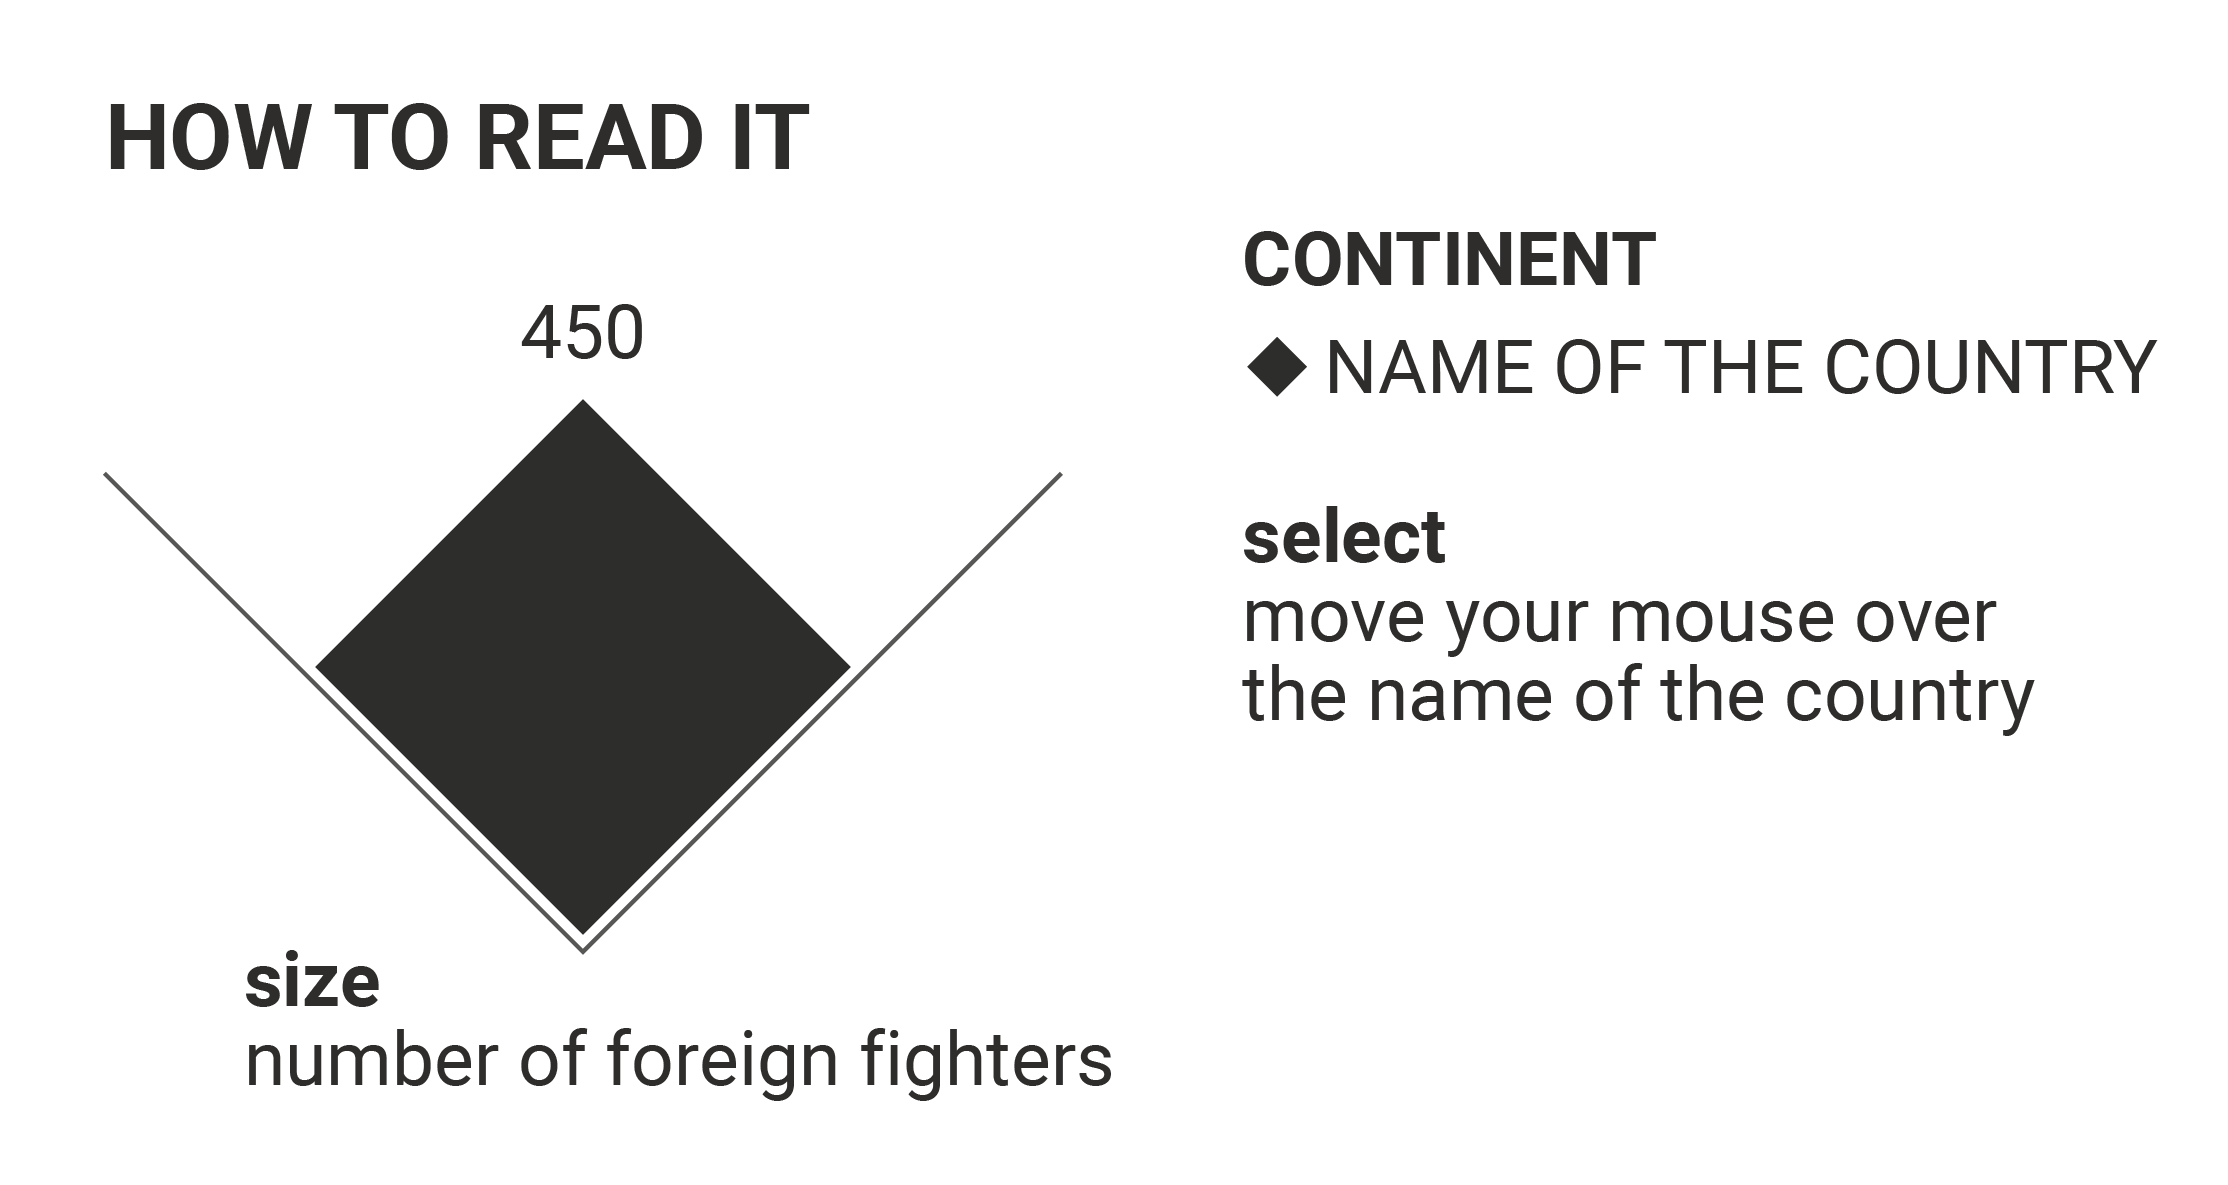 HOW TO READ IT
450
size
number of foreign fighters
CONTINENT
NAME OF THE COUNTRY
select
move your mouse over
the name of the country